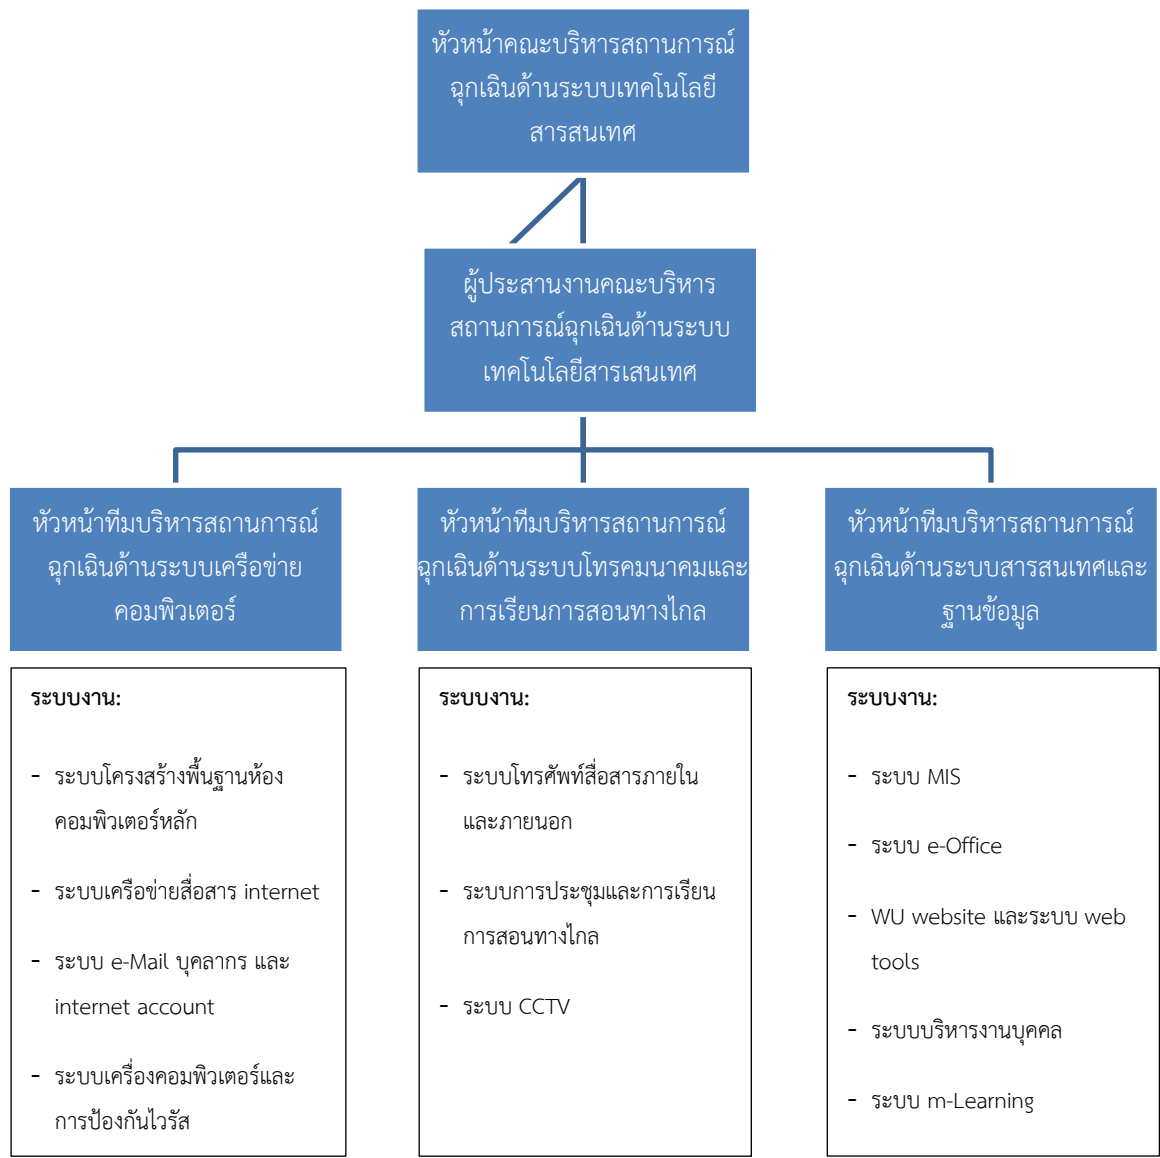 หัวหน้าคณะบริหารสถานการณ์
ฉุกเฉินด้านระบบเทคโนโลยี
สารสนเทศ
ผู้ประสานงานคณะบริหาร
สถานการณ์ฉุกเฉินด้านระบบ
เทคโนโลยีสารเสนเทศ
หัวหน้าทีมบริหารสถานการณ์
ฉุกเฉินด้านระบบเครือข่าย
คอมพิวเตอร์
หัวหน้าทีมบริหารสถานการณ์
ฉุกเฉินด้านระบบโทรคมนาคมและ
การเรียนการสอนทางไกล
หัวหน้าทีมบริหารสถานการณ์
ฉุกเฉินด้านระบบสารสนเทศและ
ฐานข้อมูล
ระบบงาน:
- ระบบโครงสร้างพื้นฐานห้อง
คอมพิวเตอร์หลัก
- ระบบเครือข่ายสื่อสาร internet
- ระบบ e-Mail บุคลากร และ
internet account
- ระบบเครื่องคอมพิวเตอร์และ
การป้องกันไวรัส
ระบบงาน:
- ระบบโทรศัพท์สื่อสารภายใน
และภายนอก
- ระบบการประชุมและการเรียน
การสอนทางไกล
- ระบบ CCTV
ระบบงาน:
- ระบบ MIS
- ระบบ e-Office
- WU website และระบบ web
tools
- ระบบบริหารงานบุคคล
- ระบบ m-Learning